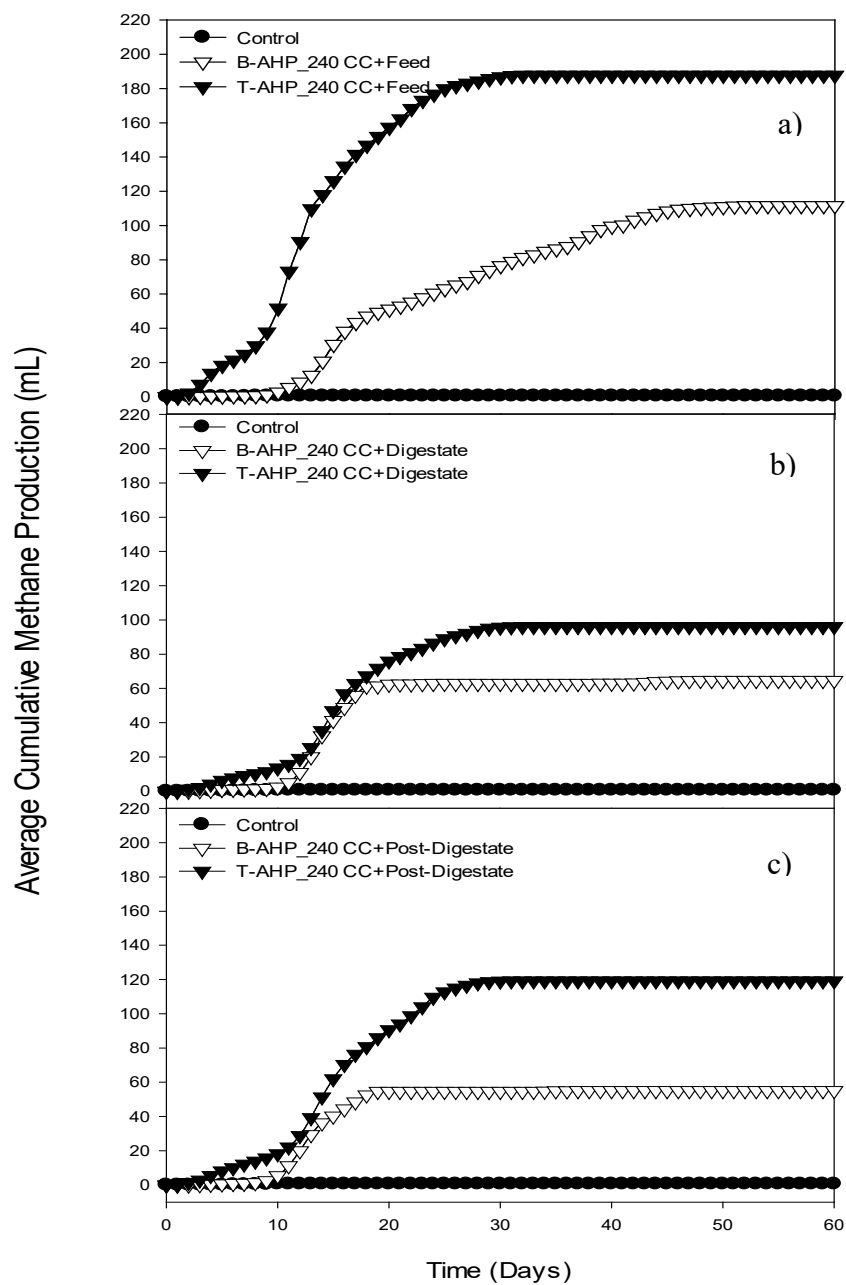 Average Cumulative Methane Production (mL)
220
200
180
160
140
120
100
80
60
40
20
0
Control
B-AHP_240 CC+Feed
T-AHP_240 CC+Feed
a)
220
200
180
160
140
120
100
80
60
40
20
0
Control
B-AHP_240 CC+Digestate
T-AHP_240 CC+Digestate
b)
220
200
180
160
140
120
100
80
60
40
20
0
Control
B-AHP_240 CC+Post-Digestate
T-AHP_240 CC+Post-Digestate
c)
0 10 20 30 40 50 60
Time (Days)